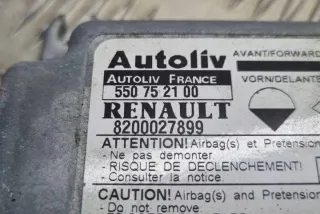 Autoliv
AVANT/FORWARD
AUTOLIV FRANCE
VORN/DELANTE
550 75 21 00
RENAULT
8200027899
ATTENTION! Airbag(s) et Pretension
- Ne pas demonter
- RISQUE DE DECLENCHEMENT
- Consulter la notice
CAUTION! Airbag(s) and Pretension
- Do not remove